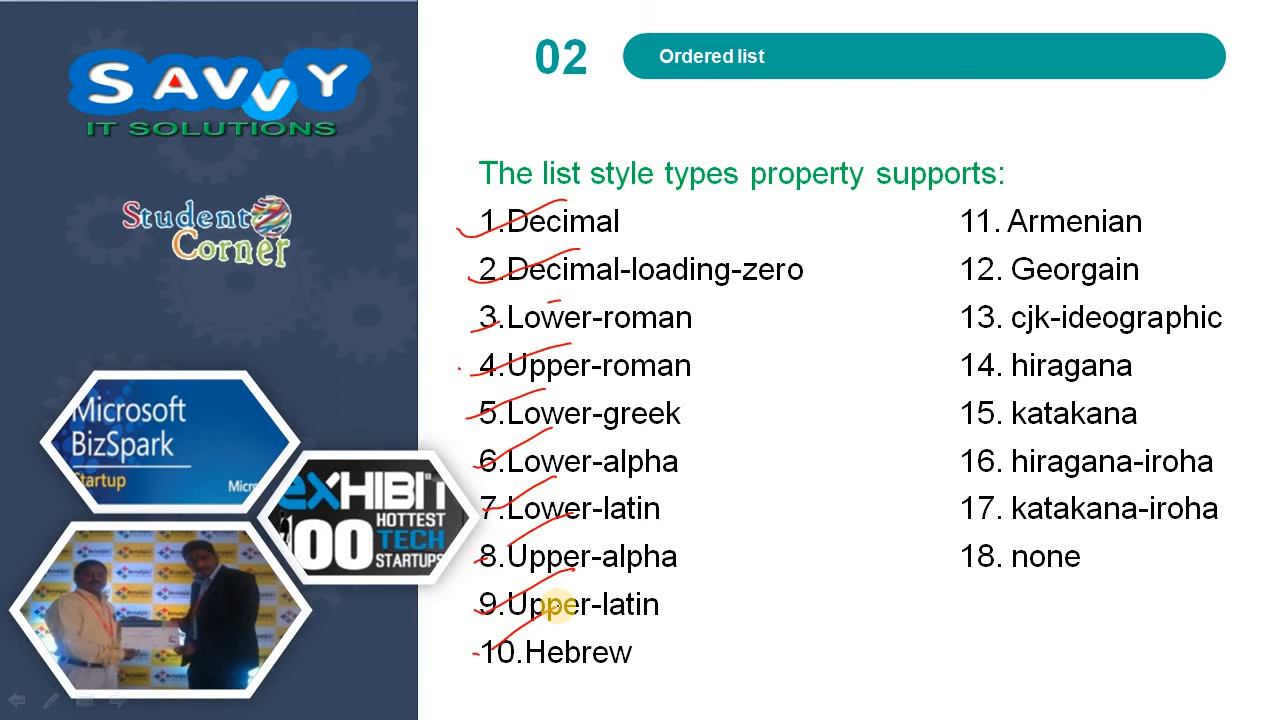 SAVVY
IT SOLUTIONS
Student
Corner
Microsoft
BizSpark
Startup
Micr
EXHIBIT
100
HOTTEST
TECH
STARTUPS
02
Ordered list
The list style types property supports:
1.Decimal
2.Decimal-loading-zero
3.Lower-roman
4.Upper-roman
5.Lower-greek
6.Lower-alpha
7.Lower-latin
8.Upper-alpha
9.Upper-latin
10.Hebrew
11. Armenian
12. Georgain
13. cjk-ideographic
14. hiragana
15. katakana
16. hiragana-iroha
17. katakana-iroha
18. none